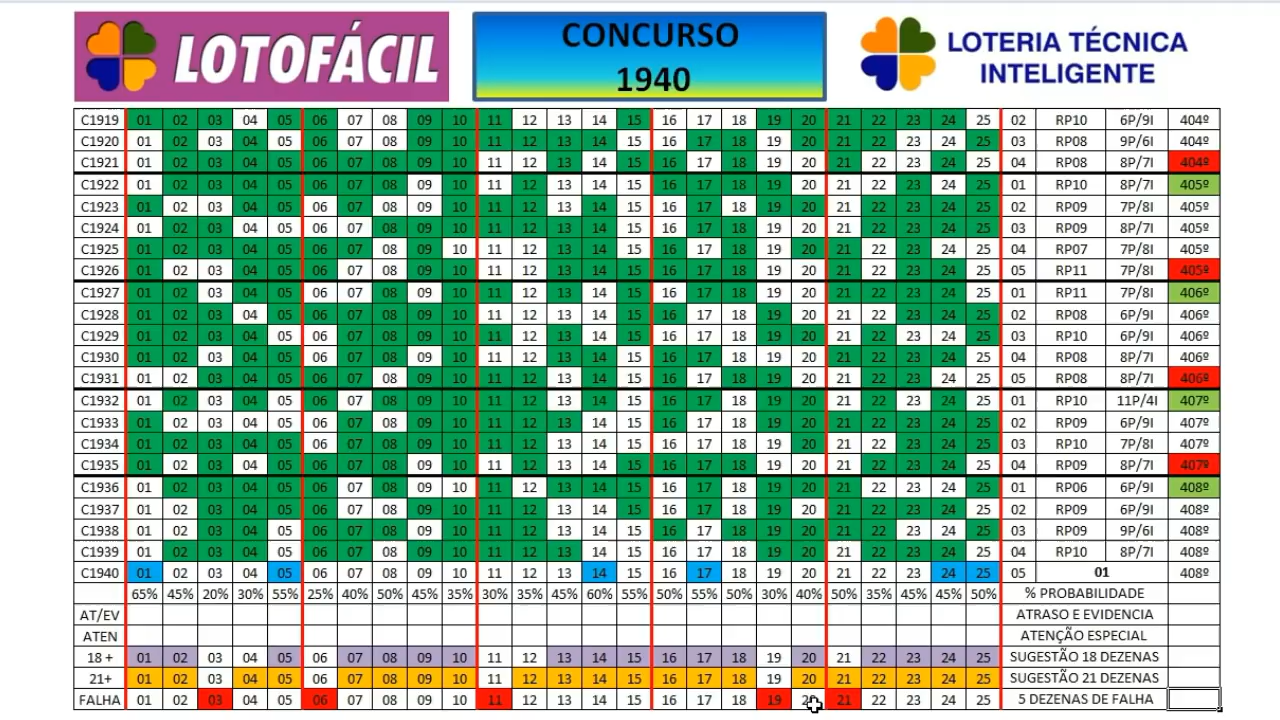 LOTOFÁCIL
CONCURSO
1940
LOTERIA TÉCNICA
INTELIGENTE
C1919 01 02 03 04 05 06 07 08 09 10 11 12 13 14 15 16 17 18 19 20 21 22 23 24 25 02 RP10 6P/9I 404º
C1920 01 02 03 04 05 06 07 08 09 10 11 12 13 14 15 16 17 18 19 20 21 22 23 24 25 03 RP08 9P/6I 404º
C1921 01 02 03 04 05 06 07 08 09 10 11 12 13 14 15 16 17 18 19 20 21 22 23 24 25 04 RP08 8P/7I 404º
C1922 01 02 03 04 05 06 07 08 09 10 11 12 13 14 15 16 17 18 19 20 21 22 23 24 25 01 RP10 8P/7I 405º
C1923 01 02 03 04 05 06 07 08 09 10 11 12 13 14 15 16 17 18 19 20 21 22 23 24 25 02 RP09 7P/8I 405º
C1924 01 02 03 04 05 06 07 08 09 10 11 12 13 14 15 16 17 18 19 20 21 22 23 24 25 03 RP09 8P/7I 405º
C1925 01 02 03 04 05 06 07 08 09 10 11 12 13 14 15 16 17 18 19 20 21 22 23 24 25 04 RP07 7P/8I 405º
C1926 01 02 03 04 05 06 07 08 09 10 11 12 13 14 15 16 17 18 19 20 21 22 23 24 25 05 RP11 7P/8I 405º
C1927 01 02 03 04 05 06 07 08 09 10 11 12 13 14 15 16 17 18 19 20 21 22 23 24 25 01 RP11 7P/8I 406º
C1928 01 02 03 04 05 06 07 08 09 10 11 12 13 14 15 16 17 18 19 20 21 22 23 24 25 02 RP08 6P/9I 406º
C1929 01 02 03 04 05 06 07 08 09 10 11 12 13 14 15 16 17 18 19 20 21 22 23 24 25 03 RP10 6P/9I 406º
C1930 01 02 03 04 05 06 07 08 09 10 11 12 13 14 15 16 17 18 19 20 21 22 23 24 25 04 RP08 8P/7I 406º
C1931 01 02 03 04 05 06 07 08 09 10 11 12 13 14 15 16 17 18 19 20 21 22 23 24 25 05 RP08 8P/7I 406º
C1932 01 02 03 04 05 06 07 08 09 10 11 12 13 14 15 16 17 18 19 20 21 22 23 24 25 01 RP10 11P/4I 407º
C1933 01 02 03 04 05 06 07 08 09 10 11 12 13 14 15 16 17 18 19 20 21 22 23 24 25 02 RP09 6P/9I 407º
C1934 01 02 03 04 05 06 07 08 09 10 11 12 13 14 15 16 17 18 19 20 21 22 23 24 25 03 RP10 7P/8I 407º
C1935 01 02 03 04 05 06 07 08 09 10 11 12 13 14 15 16 17 18 19 20 21 22 23 24 25 04 RP09 8P/7I 407º
C1936 01 02 03 04 05 06 07 08 09 10 11 12 13 14 15 16 17 18 19 20 21 22 23 24 25 01 RP06 6P/9I 408º
C1937 01 02 03 04 05 06 07 08 09 10 11 12 13 14 15 16 17 18 19 20 21 22 23 24 25 02 RP09 6P/9I 408º
C1938 01 02 03 04 05 06 07 08 09 10 11 12 13 14 15 16 17 18 19 20 21 22 23 24 25 03 RP09 9P/6I 408º
C1939 01 02 03 04 05 06 07 08 09 10 11 12 13 14 15 16 17 18 19 20 21 22 23 24 25 04 RP10 8P/7I 408º
C1940 01 02 03 04 05 06 07 08 09 10 11 12 13 14 15 16 17 18 19 20 21 22 23 24 25 05 01 408º
65% 45% 20% 30% 55% 25% 40% 50% 45% 35% 30% 35% 45% 60% 55% 50% 55% 50% 30% 40% 50% 35% 45% 45% 50% % PROBABILIDADE
AT/EV ATRASO E EVIDENCIA
ATEN ATENÇÃO ESPECIAL
18 + 01 02 03 04 05 06 07 08 09 10 11 12 13 14 15 16 17 18 19 20 21 22 23 24 25 SUGESTÃO 18 DEZENAS
21+ 01 02 03 04 05 06 07 08 09 10 11 12 13 14 15 16 17 18 19 20 21 22 23 24 25 SUGESTÃO 21 DEZENAS
FALHA 01 02 03 04 05 06 07 08 09 10 11 12 13 14 15 16 17 18 19 21 22 23 24 25 5 DEZENAS DE FALHA